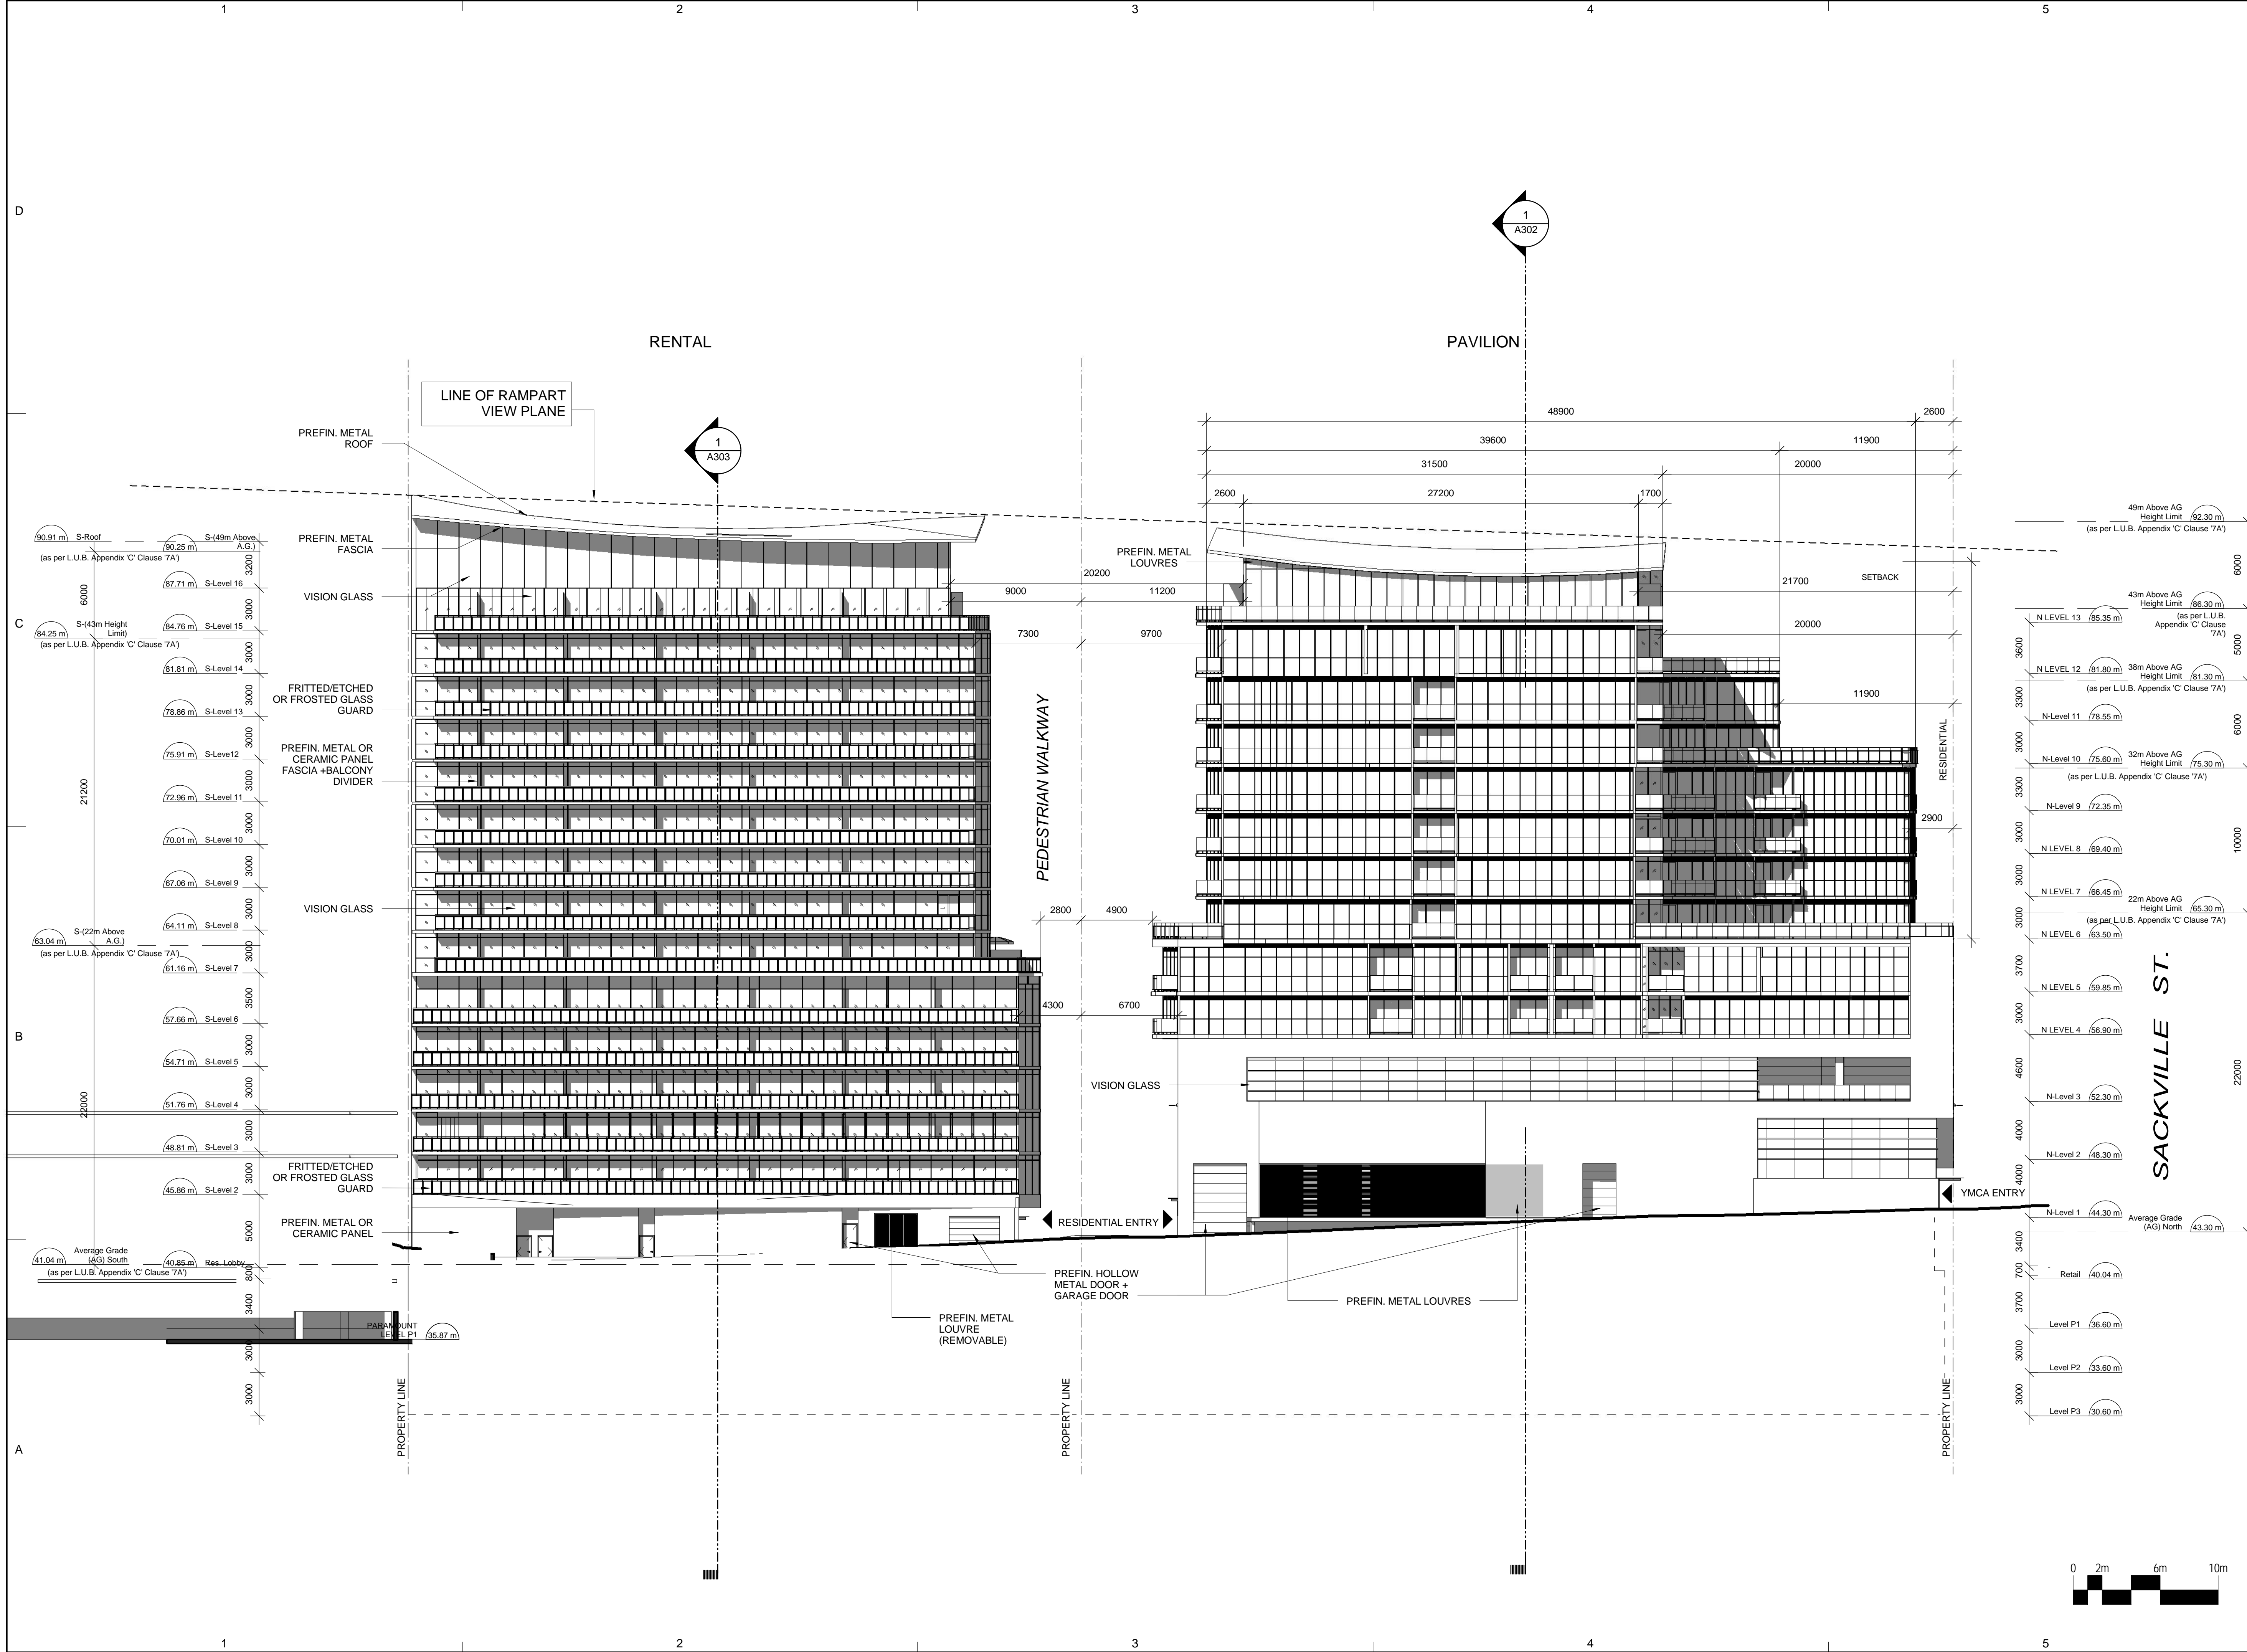 1
2
3
4
5
D
C
B
A
1
A302
RENTAL
PAVILION
LINE OF RAMPART
VIEW PLANE
1
A303
PREFIN. METAL
ROOF
PREFIN. METAL
FASCIA
VISION GLASS
FRITTED/ETCHED
OR FROSTED GLASS
GUARD
PREFIN. METAL OR
CERAMIC PANEL
FASCIA +BALCONY
DIVIDER
VISION GLASS
FRITTED/ETCHED
OR FROSTED GLASS
GUARD
PREFIN. METAL OR
CERAMIC PANEL
90.91 m S-Roof
90.25 m S-(49m Above
A.G.)
(as per L.U.B. Appendix 'C' Clause '7A')
87.71 m S-Level 16
84.76 m S-Level 15
84.25 m S-(43m Height
Limit)
(as per L.U.B. Appendix 'C' Clause '7A')
81.81 m S-Level 14
78.86 m S-Level 13
75.91 m S-Leve12
72.96 m S-Level 11
70.01 m S-Level 10
67.06 m S-Level 9
64.11 m S-Level 8
63.04 m S-(22m Above
A.G.)
(as per L.U.B. Appendix 'C' Clause '7A')
61.16 m S-Level 7
57.66 m S-Level 6
54.71 m S-Level 5
51.76 m S-Level 4
48.81 m S-Level 3
45.86 m S-Level 2
41.04 m Average Grade
(AG) South
40.85 m Res. Lobby
(as per L.U.B. Appendix 'C' Clause '7A')
PARAMOUNT
LEVEL P1 35.87 m
6000
21200
22000
3200
3000
3000
3000
3000
3000
3000
3000
3000
3000
3500
3000
3000
3000
3000
3000
5000
800
3400
3000
3000
48900
2600
39600
11900
31500
20000
2600
27200
1700
PREFIN. METAL
LOUVRES
20200
9000
11200
7300
9700
2800
4900
4300
6700
21700
SETBACK
20000
11900
2900
PEDESTRIAN WALKWAY
RESIDENTIAL
VISION GLASS
RESIDENTIAL ENTRY
YMCA ENTRY
PREFIN. HOLLOW
METAL DOOR +
GARAGE DOOR
PREFIN. METAL LOUVRES
PREFIN. METAL
LOUVRE
(REMOVABLE)
PROPERTY LINE
PROPERTY LINE
PROPERTY LINE
49m Above AG
Height Limit 92.30 m
(as per L.U.B. Appendix 'C' Clause '7A')
43m Above AG
Height Limit 86.30 m
(as per L.U.B.
Appendix 'C' Clause
'7A')
N LEVEL 13 85.35 m
N LEVEL 12 81.80 m
38m Above AG
Height Limit 81.30 m
(as per L.U.B. Appendix 'C' Clause '7A')
N-Level 11 78.55 m
N-Level 10 75.60 m
32m Above AG
Height Limit 75.30 m
(as per L.U.B. Appendix 'C' Clause '7A')
N-Level 9 72.35 m
N LEVEL 8 69.40 m
N LEVEL 7 66.45 m
22m Above AG
Height Limit 65.30 m
(as per L.U.B. Appendix 'C' Clause '7A')
N LEVEL 6 63.50 m
N LEVEL 5 59.85 m
N LEVEL 4 56.90 m
N-Level 3 52.30 m
N-Level 2 48.30 m
N-Level 1 44.30 m
Average Grade
(AG) North 43.30 m
Retail 40.04 m
Level P1 36.60 m
Level P2 33.60 m
Level P3 30.60 m
3600
3300
3000
3300
3000
3000
3000
3700
3000
4600
4000
4000
3400
700
3700
3000
3000
6000
5000
6000
10000
22000
SACKVILLE ST.
0 2m 6m 10m
1
2
3
4
5